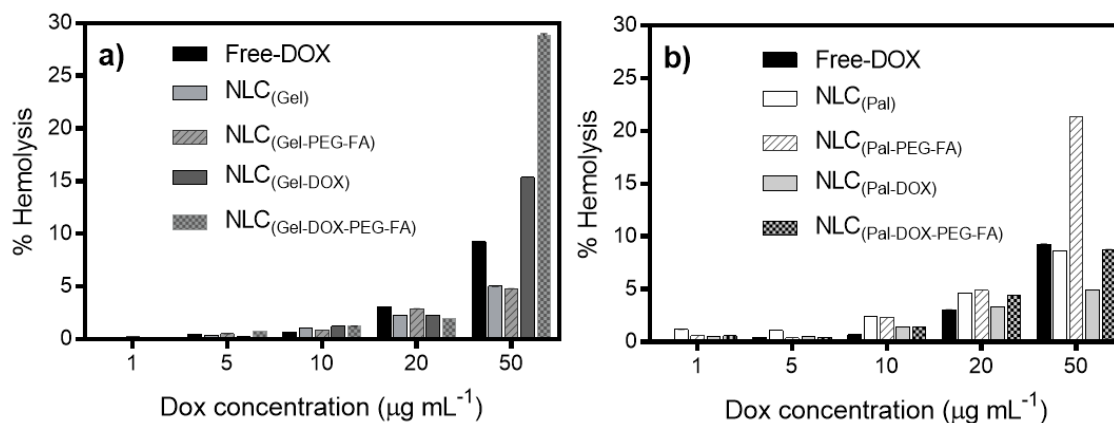 a)
% Hemolysis
30
25
20
15
10
5
0
Free-DOX
NLC(Gel)
NLC(Gel-PEG-FA)
NLC(Gel-DOX)
NLC(Gel-DOX-PEG-FA)
1 5 10 20 50
Dox concentration (µg mL⁻¹)
b)
% Hemolysis
30
25
20
15
10
5
0
Free-DOX
NLC(Pal)
NLC(Pal-PEG-FA)
NLC(Pal-DOX)
NLC(Pal-DOX-PEG-FA)
1 5 10 20 50
Dox concentration (µg mL⁻¹)